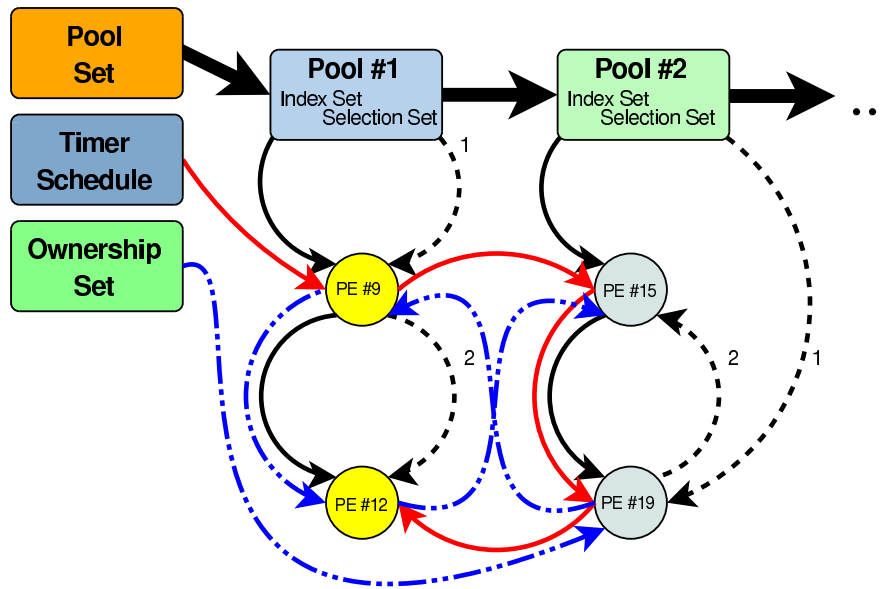 Pool
Set
Timer
Schedule
Ownership
Set
Pool #1
Index Set
Selection Set
Pool #2
Index Set
Selection Set
..
1
PE #9
PE #15
2
2
1
PE #12
PE #19